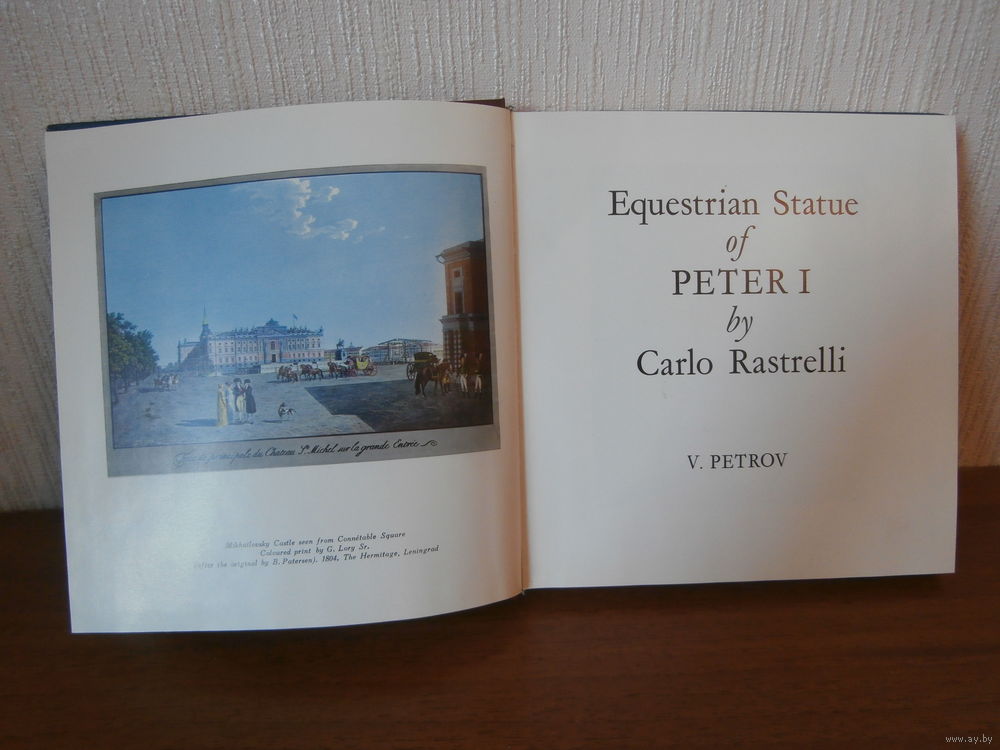 principale du Chateau St. Michel sur la grande Entrée
Mikhailovsky Castle seen from Connétable Square
Coloured print by G. Lory Sr.
(after the original by B. Patersen). 1804, The Hermitage, Leningrad
Equestrian Statue
of
PETER I
by
Carlo Rastrelli
V. PETROV
www.ay.by